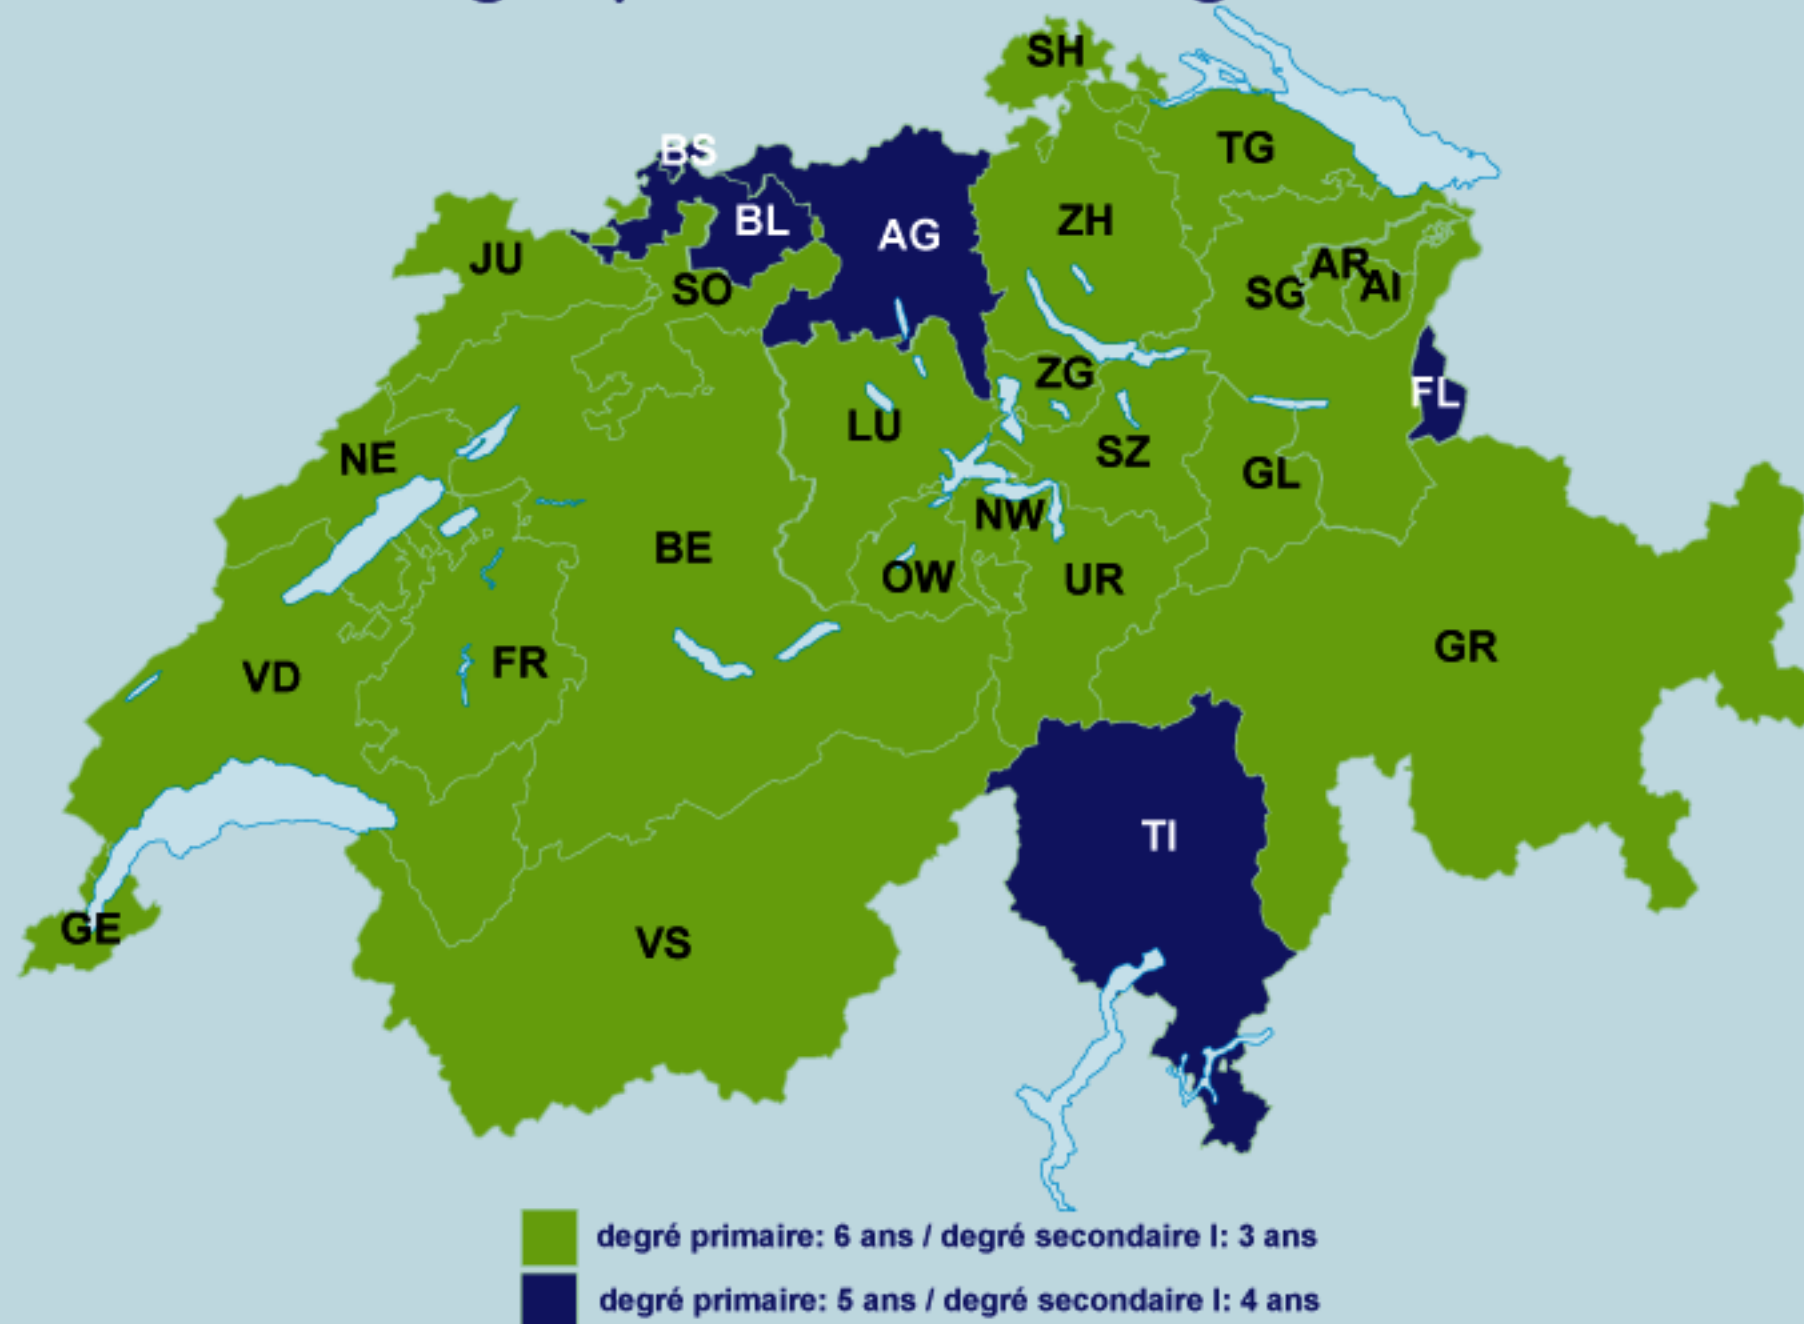 SH
BS
TG
BL
AG
ZH
JU
SO
SG
AR
AI
ZG
FL
LU
NE
SZ
GL
NW
BE
OW
UR
VD
FR
GR
TI
GE
VS
degré primaire: 6 ans / degré secondaire I: 3 ans
degré primaire: 5 ans / degré secondaire I: 4 ans